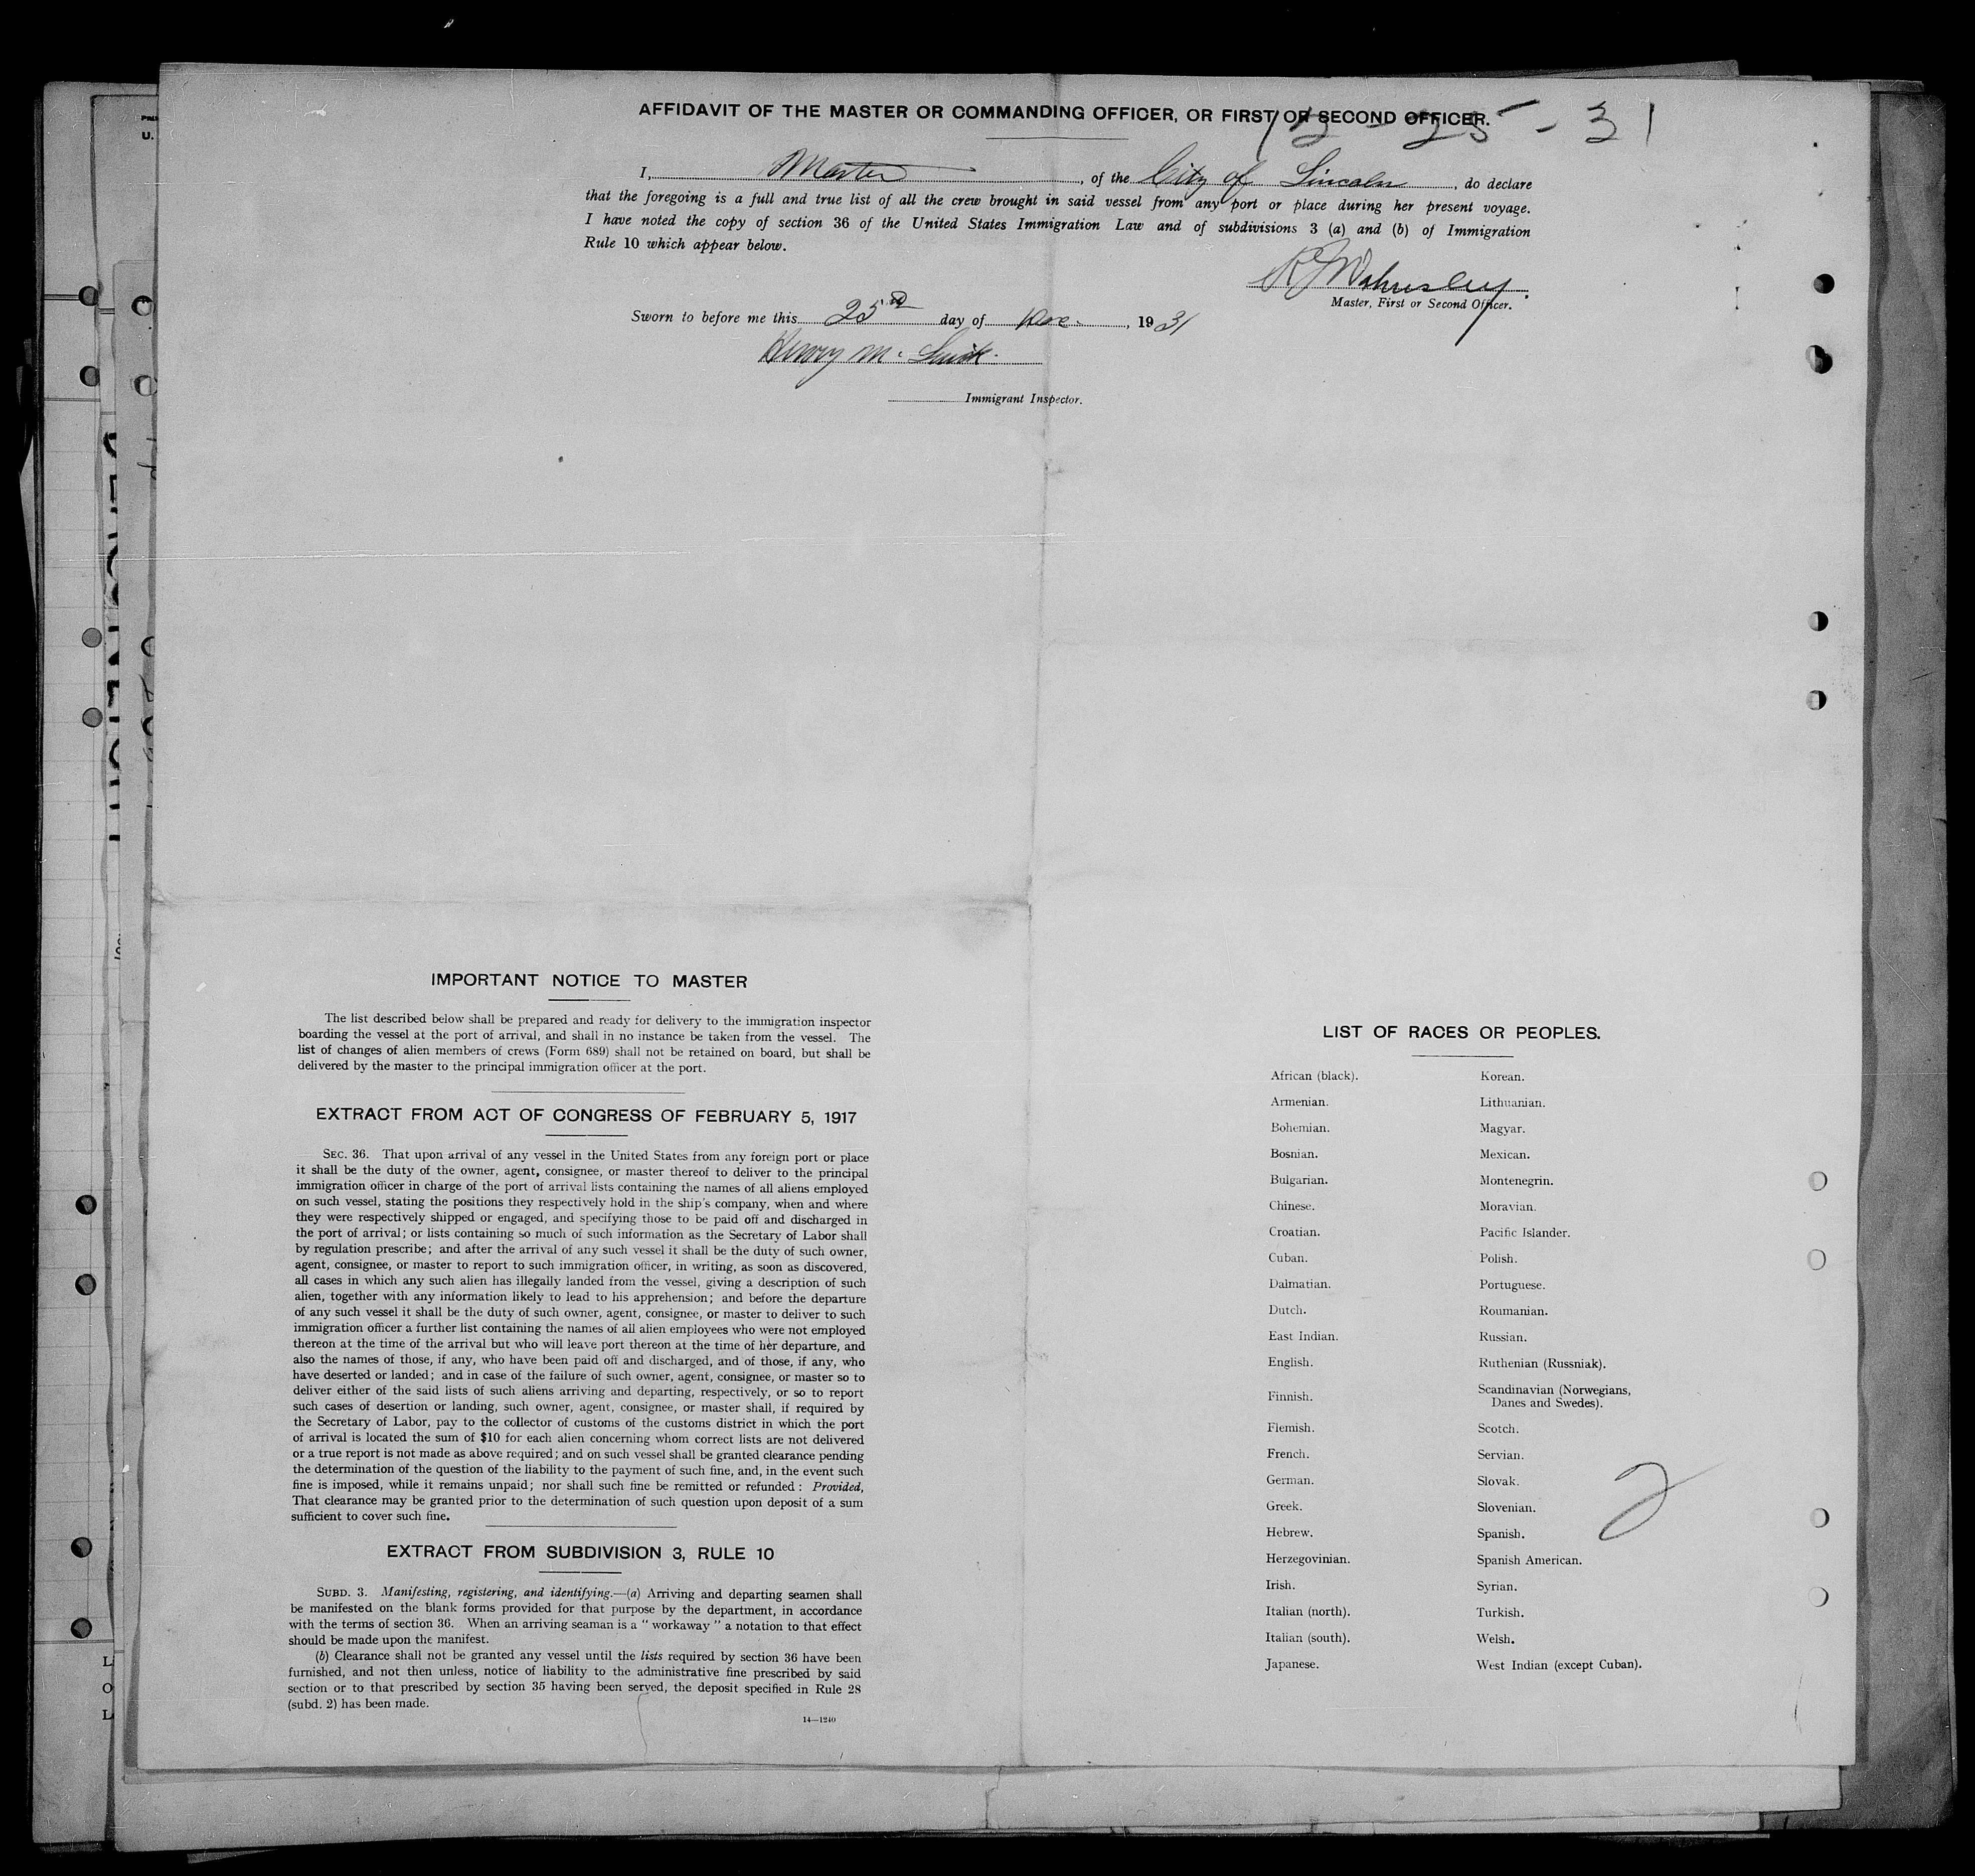 AFFIDAVIT OF THE MASTER OR COMMANDING OFFICER, OR FIRST OR SECOND OFFICER.
12-25-31
I, Master, of the City of Lincoln, do declare
that the foregoing is a full and true list of all the crew brought in said vessel from any port or place during her present voyage.
I have noted the copy of section 36 of the United States Immigration Law and of subdivisions 3 (a) and (b) of Immigration
Rule 10 which appear below.
Master, First or Second Officer.
Sworn to before me this 25th day of Dec., 1931
Henry M.
Immigrant Inspector.
IMPORTANT NOTICE TO MASTER
The list described below shall be prepared and ready for delivery to the immigration inspector
boarding the vessel at the port of arrival, and shall in no instance be taken from the vessel. The
list of changes of alien members of crews (Form 689) shall not be retained on board, but shall be
delivered by the master to the principal immigration officer at the port.
EXTRACT FROM ACT OF CONGRESS OF FEBRUARY 5, 1917
SEC. 36. That upon arrival of any vessel in the United States from any foreign port or place
it shall be the duty of the owner, agent, consignee, or master thereof to deliver to the principal
immigration officer in charge of the port of arrival lists containing the names of all aliens employed
on such vessel, stating the positions they respectively hold in the ship's company, when and where
they were respectively shipped or engaged, and specifying those to be paid off and discharged in
the port of arrival; or lists containing so much of such information as the Secretary of Labor shall
by regulation prescribe; and after the arrival of any such vessel it shall be the duty of such owner,
agent, consignee, or master to report to such immigration officer, in writing, as soon as discovered,
all cases in which any such alien has illegally landed from the vessel, giving a description of such
alien, together with any information likely to lead to his apprehension; and before the departure
of any such vessel it shall be the duty of such owner, agent, consignee, or master to deliver to such
immigration officer a further list containing the names of all alien employees who were not employed
thereon at the time of the arrival but who will leave port thereon at the time of her departure, and
also the names of those, if any, who have been paid off and discharged, and of those, if any, who
have deserted or landed; and in case of the failure of such owner, agent, consignee, or master so to
deliver either of the said lists of such aliens arriving and departing, respectively, or so to report
such cases of desertion or landing, such owner, agent, consignee, or master shall, if required by
the Secretary of Labor, pay to the collector of customs of the customs district in which the port
of arrival is located the sum of $10 for each alien concerning whom correct lists are not delivered
or a true report is not made as above required; and on such vessel shall be granted clearance pending
the determination of the question of the liability to the payment of such fine, and, in the event such
fine is imposed, while it remains unpaid; nor shall such fine be remitted or refunded: Provided,
That clearance may be granted prior to the determination of such question upon deposit of a sum
sufficient to cover such fine.
EXTRACT FROM SUBDIVISION 3, RULE 10
SUBD. 3. Manifesting, registering, and identifying.—(a) Arriving and departing seamen shall
be manifested on the blank forms provided for that purpose by the department, in accordance
with the terms of section 36. When an arriving seaman is a "workaway" a notation to that effect
should be made upon the manifest.
(b) Clearance shall not be granted any vessel until the lists required by section 36 have been
furnished, and not then unless, notice of liability to the administrative fine prescribed by said
section or to that prescribed by section 35 having been served, the deposit specified in Rule 28
(subd. 2) has been made.
14—1240
LIST OF RACES OR PEOPLES.
African (black).
Armenian.
Bohemian.
Bosnian.
Bulgarian.
Chinese.
Croatian.
Cuban.
Dalmatian.
Dutch.
East Indian.
English.
Finnish.
Flemish.
French.
German.
Greek.
Hebrew.
Herzegovinian.
Irish.
Italian (north).
Italian (south).
Japanese.
Korean.
Lithuanian.
Magyar.
Mexican.
Montenegrin.
Moravian.
Pacific Islander.
Polish.
Portuguese.
Roumanian.
Russian.
Ruthenian (Russniak).
Scandinavian (Norwegians,
Danes and Swedes).
Scotch.
Servian.
Slovak.
Slovenian.
Spanish.
Spanish American.
Syrian.
Turkish.
Welsh.
West Indian (except Cuban).
2